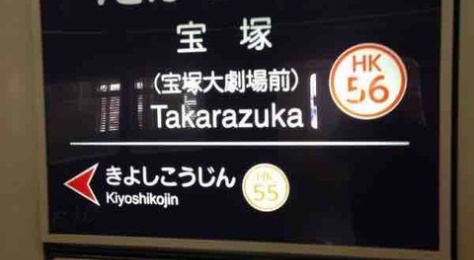 宝塚
(宝塚大劇場前)
HK
56
Takarazuka
きよしこうじん
Kiyoshikojin
HK
55